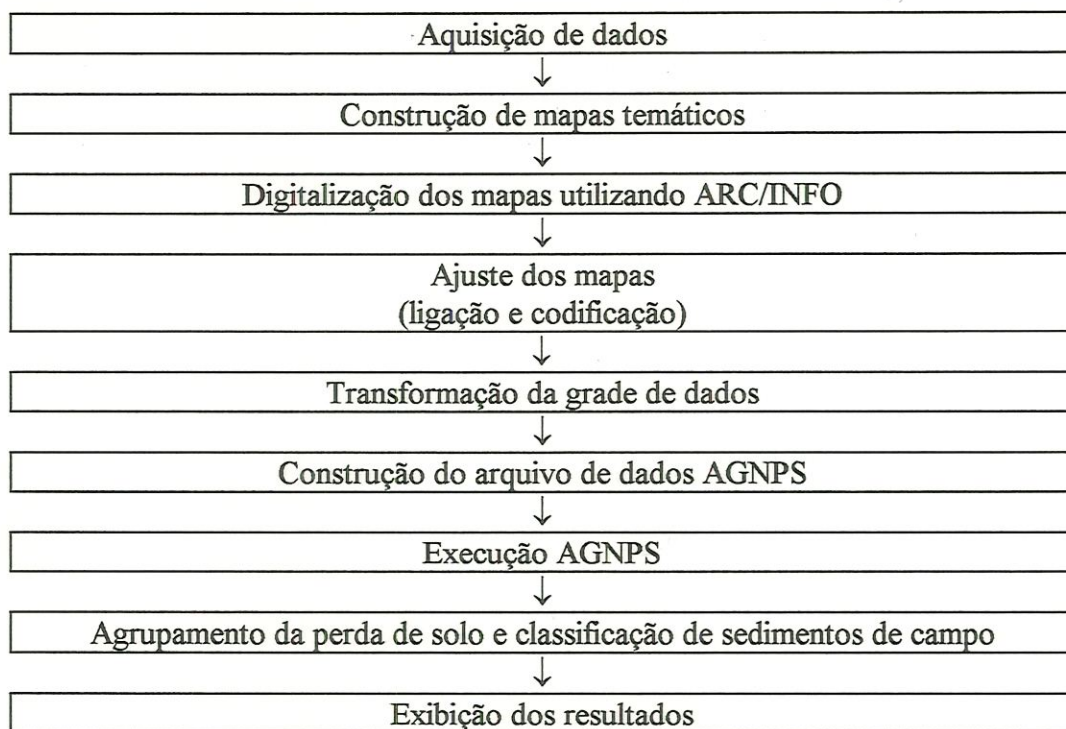 Aquisição de dados
↓
Construção de mapas temáticos
↓
Digitalização dos mapas utilizando ARC/INFO
↓
Ajuste dos mapas
(ligação e codificação)
↓
Transformação da grade de dados
↓
Construção do arquivo de dados AGNPS
↓
Execução AGNPS
↓
Agrupamento da perda de solo e classificação de sedimentos de campo
↓
Exibição dos resultados